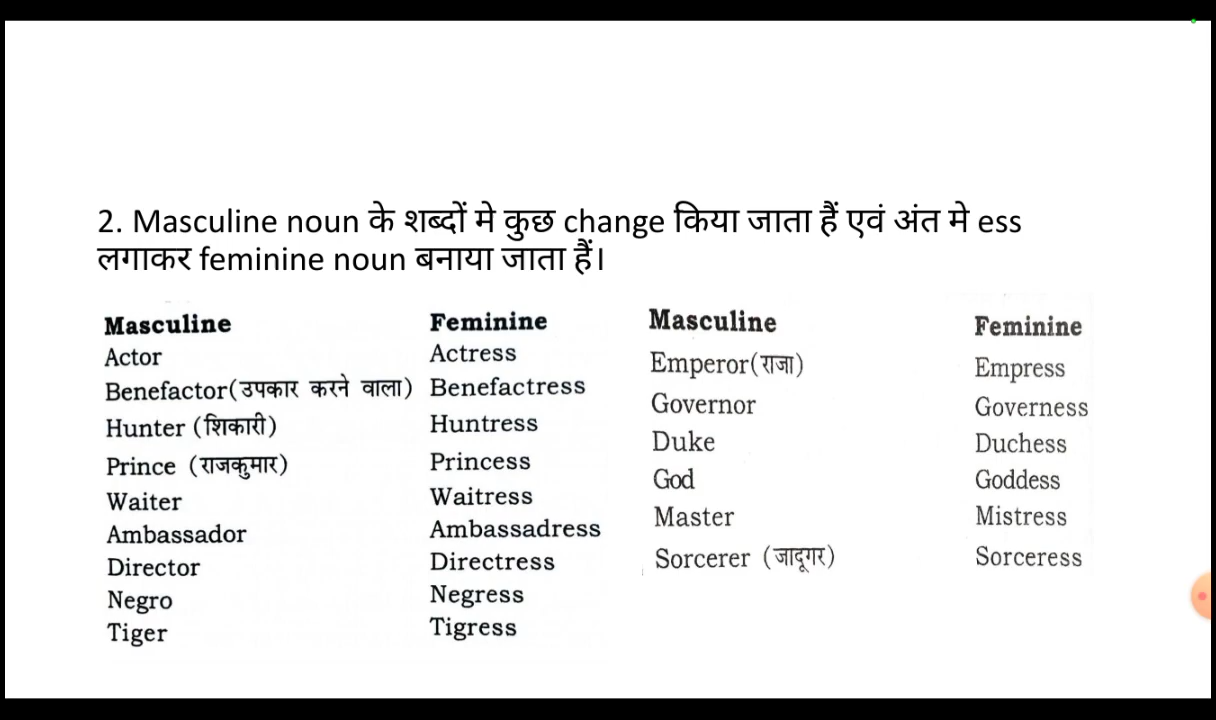 2. Masculine noun के शब्दों मे कुछ change किया जाता हैं एवं अंत मे ess
लगाकर feminine noun बनाया जाता हैं।
Masculine Feminine
Actor Actress
Benefactor(उपकार करने वाला) Benefactress
Hunter (शिकारी) Huntress
Prince (राजकुमार) Princess
Waiter Waitress
Ambassador Ambassadress
Director Directress
Negro Negress
Tiger Tigress
Masculine Feminine
Emperor(राजा) Empress
Governor Governess
Duke Duchess
God Goddess
Master Mistress
Sorcerer (जादूगर) Sorceress